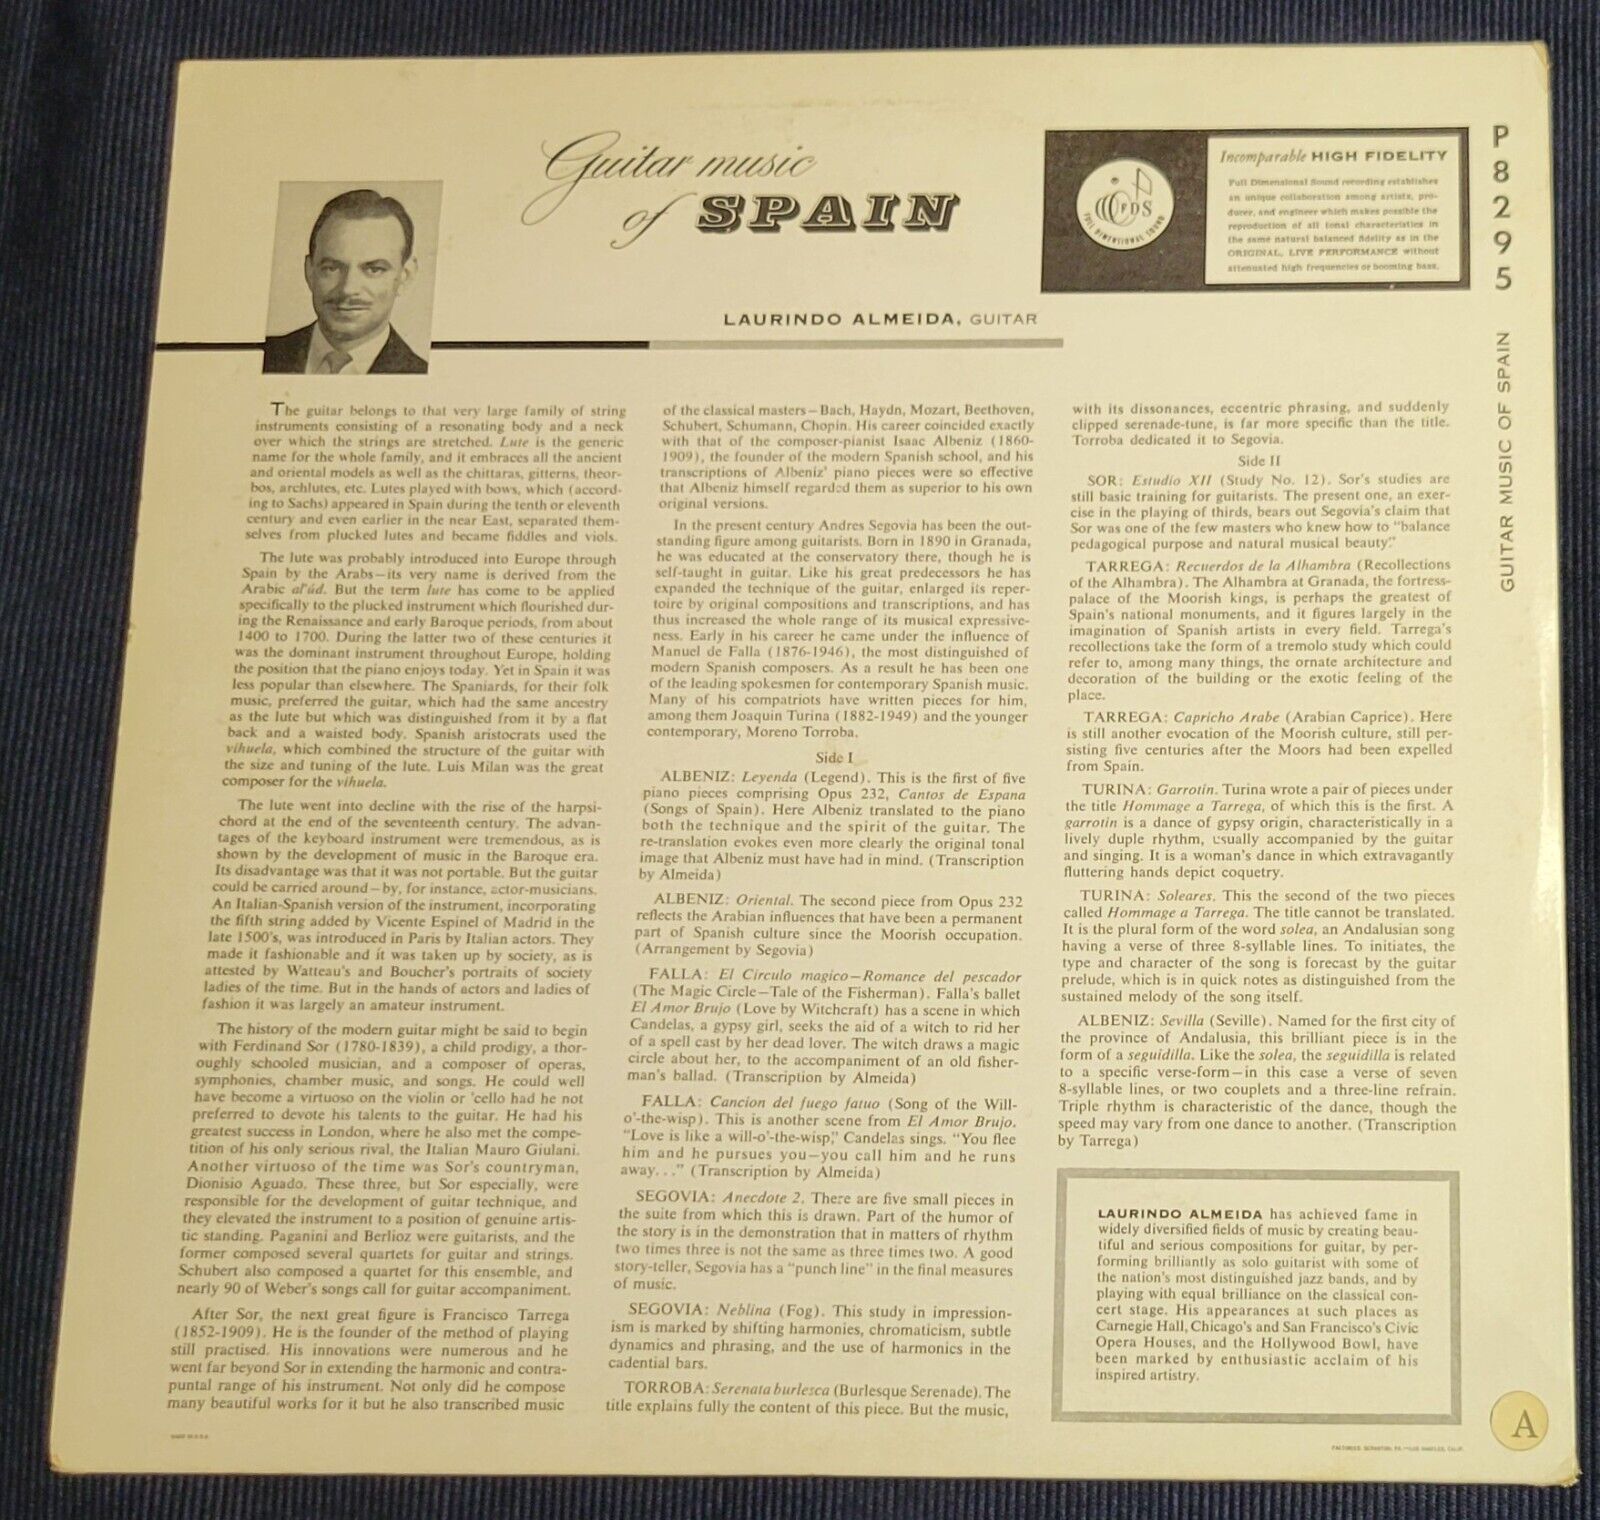 Guitar music
of SPAIN
LAURINDO ALMEIDA, GUITAR
FDS
FULL DIMENSIONAL SOUND
Incomparable HIGH FIDELITY
Full Dimensional Sound recording establishes
an unique collaboration among artists, pro-
ducer, and engineer which makes possible the
reproduction of all tonal characteristics in
the same natural balanced fidelity as in the
ORIGINAL, LIVE PERFORMANCE without
attenuated high frequencies or booming bass.
P8295
GUITAR MUSIC OF SPAIN
The guitar belongs to that very large family of string
instruments consisting of a resonating body and a neck
over which the strings are stretched. Lute is the generic
name for the whole family, and it embraces all the ancient
and oriental models as well as the chittaras, gitterns, theor-
bos, archlutes, etc. Lutes played with bows, which (accord-
ing to Sachs) appeared in Spain during the tenth or eleventh
century and even earlier in the near East, separated them-
selves from plucked lutes and became fiddles and viols.
The lute was probably introduced into Europe through
Spain by the Arabs—its very name is derived from the
Arabic al'úd. But the term lute has come to be applied
specifically to the plucked instrument which flourished dur-
ing the Renaissance and early Baroque periods, from about
1400 to 1700. During the latter two of these centuries it
was the dominant instrument throughout Europe, holding
the position that the piano enjoys today. Yet in Spain it was
less popular than elsewhere. The Spaniards, for their folk
music, preferred the guitar, which had the same ancestry
as the lute but which was distinguished from it by a flat
back and a waisted body. Spanish aristocrats used the
vihuela, which combined the structure of the guitar with
the size and tuning of the lute. Luis Milan was the great
composer for the vihuela.
The lute went into decline with the rise of the harpsi-
chord at the end of the seventeenth century. The advan-
tages of the keyboard instrument were tremendous, as is
shown by the development of music in the Baroque era.
Its disadvantage was that it was not portable. But the guitar
could be carried around—by, for instance, actor-musicians.
An Italian-Spanish version of the instrument, incorporating
the fifth string added by Vicente Espinel of Madrid in the
late 1500's, was introduced in Paris by Italian actors. They
made it fashionable and it was taken up by society, as is
attested by Watteau's and Boucher's portraits of society
ladies of the time. But in the hands of actors and ladies of
fashion it was largely an amateur instrument.
The history of the modern guitar might be said to begin
with Ferdinand Sor (1780-1839), a child prodigy, a thor-
oughly schooled musician, and a composer of operas,
symphonies, chamber music, and songs. He could well
have become a virtuoso on the violin or 'cello had he not
preferred to devote his talents to the guitar. He had his
greatest success in London, where he also met the compe-
tition of his only serious rival, the Italian Mauro Giulani.
Another virtuoso of the time was Sor's countryman,
Dionisio Aguado. These three, but Sor especially, were
responsible for the development of guitar technique, and
they elevated the instrument to a position of genuine artis-
tic standing. Paganini and Berlioz were guitarists, and the
former composed several quartets for guitar and strings.
Schubert also composed a quartet for this ensemble, and
nearly 90 of Weber's songs call for guitar accompaniment.
After Sor, the next great figure is Francisco Tarrega
(1852-1909). He is the founder of the method of playing
still practised. His innovations were numerous and he
went far beyond Sor in extending the harmonic and contra-
puntal range of his instrument. Not only did he compose
many beautiful works for it but he also transcribed music
of the classical masters—Bach, Haydn, Mozart, Beethoven,
Schubert, Schumann, Chopin. His career coincided exactly
with that of the composer-pianist Isaac Albeniz (1860-
1909), the founder of the modern Spanish school, and his
transcriptions of Albeniz' piano pieces were so effective
that Albeniz himself regarded them as superior to his own
original versions.
In the present century Andres Segovia has been the out-
standing figure among guitarists. Born in 1890 in Granada,
he was educated at the conservatory there, though he is
self-taught in guitar. Like his great predecessors he has
expanded the technique of the guitar, enlarged its reper-
toire by original compositions and transcriptions, and has
thus increased the whole range of its musical expressive-
ness. Early in his career he came under the influence of
Manuel de Falla (1876-1946), the most distinguished of
modern Spanish composers. As a result he has been one
of the leading spokesmen for contemporary Spanish music.
Many of his compatriots have written pieces for him,
among them Joaquin Turina (1882-1949) and the younger
contemporary, Moreno Torroba.
Side I
ALBENIZ: Leyenda (Legend). This is the first of five
piano pieces comprising Opus 232, Cantos de Espana
(Songs of Spain). Here Albeniz translated to the piano
both the technique and the spirit of the guitar. The
re-translation evokes even more clearly the original tonal
image that Albeniz must have had in mind. (Transcription
by Almeida)
ALBENIZ: Oriental. The second piece from Opus 232
reflects the Arabian influences that have been a permanent
part of Spanish culture since the Moorish occupation.
(Arrangement by Segovia)
FALLA: El Circulo magico—Romance del pescador
(The Magic Circle—Tale of the Fisherman). Falla's ballet
El Amor Brujo (Love by Witchcraft) has a scene in which
Candelas, a gypsy girl, seeks the aid of a witch to rid her
of a spell cast by her dead lover. The witch draws a magic
circle about her, to the accompaniment of an old fisher-
man's ballad. (Transcription by Almeida)
FALLA: Cancion del fuego fatuo (Song of the Will-
o'-the-wisp). This is another scene from El Amor Brujo.
"Love is like a will-o'-the-wisp," Candelas sings. "You flee
him and he pursues you—you call him and he runs
away. . ." (Transcription by Almeida)
SEGOVIA: Anecdote 2. There are five small pieces in
the suite from which this is drawn. Part of the humor of
the story is in the demonstration that in matters of rhythm
two times three is not the same as three times two. A good
story-teller, Segovia has a "punch line" in the final measures
of music.
SEGOVIA: Neblina (Fog). This study in impression-
ism is marked by shifting harmonies, chromaticism, subtle
dynamics and phrasing, and the use of harmonics in the
cadential bars.
TORROBA: Serenata burlesca (Burlesque Serenade). The
title explains fully the content of this piece. But the music,
with its dissonances, eccentric phrasing, and suddenly
clipped serenade-tune, is far more specific than the title.
Torroba dedicated it to Segovia.
Side II
SOR: Estudio XII (Study No. 12). Sor's studies are
still basic training for guitarists. The present one, an exer-
cise in the playing of thirds, bears out Segovia's claim that
Sor was one of the few masters who knew how to "balance
pedagogical purpose and natural musical beauty."
TARREGA: Recuerdos de la Alhambra (Recollections
of the Alhambra). The Alhambra at Granada, the fortress-
palace of the Moorish kings, is perhaps the greatest of
Spain's national monuments, and it figures largely in the
imagination of Spanish artists in every field. Tarrega's
recollections take the form of a tremolo study which could
refer to, among many things, the ornate architecture and
decoration of the building or the exotic feeling of the
place.
TARREGA: Capricho Arabe (Arabian Caprice). Here
is still another evocation of the Moorish culture, still per-
sisting five centuries after the Moors had been expelled
from Spain.
TURINA: Garrotin. Turina wrote a pair of pieces under
the title Hommage a Tarrega, of which this is the first. A
garrotin is a dance of gypsy origin, characteristically in a
lively duple rhythm, usually accompanied by the guitar
and singing. It is a woman's dance in which extravagantly
fluttering hands depict coquetry.
TURINA: Soleares. This the second of the two pieces
called Hommage a Tarrega. The title cannot be translated.
It is the plural form of the word solea, an Andalusian song
having a verse of three 8-syllable lines. To initiates, the
type and character of the song is forecast by the guitar
prelude, which is in quick notes as distinguished from the
sustained melody of the song itself.
ALBENIZ: Sevilla (Seville). Named for the first city of
the province of Andalusia, this brilliant piece is in the
form of a seguidilla. Like the solea, the seguidilla is related
to a specific verse-form—in this case a verse of seven
8-syllable lines, or two couplets and a three-line refrain.
Triple rhythm is characteristic of the dance, though the
speed may vary from one dance to another. (Transcription
by Tarrega)
LAURINDO ALMEIDA has achieved fame in
widely diversified fields of music by creating beau-
tiful and serious compositions for guitar, by per-
forming brilliantly as solo guitarist with some of
the nation's most distinguished jazz bands, and by
playing with equal brilliance on the classical con-
cert stage. His appearances at such places as
Carnegie Hall, Chicago's and San Francisco's Civic
Opera Houses, and the Hollywood Bowl, have
been marked by enthusiastic acclaim of his
inspired artistry.
MADE IN U.S.A.
FACTORIES: SCRANTON, PA.—LOS ANGELES, CALIF.
A